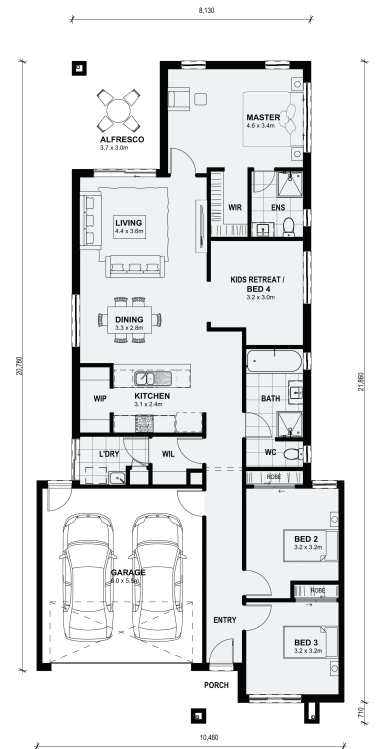 8,130
MASTER
4.6 x 3.4m
ALFRESCO
3.7 x 3.0m
WIR
ENS
LIVING
4.4 x 3.6m
KIDS RETREAT /
BED 4
3.2 x 3.0m
DINING
3.3 x 2.8m
20,780
21,860
KITCHEN
3.1 x 2.4m
WIP
BATH
L'DRY
WIL
WC
ROBE
BED 2
3.2 x 3.2m
GARAGE
6.0 x 5.5m
ROBE
ENTRY
BED 3
3.2 x 3.2m
PORCH
710
10,460